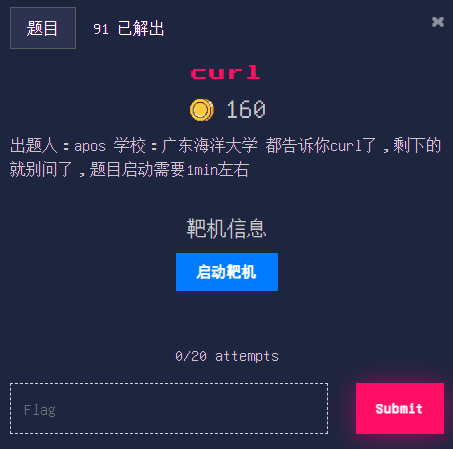 题目 91 已解出 ×
curl
160
出题人：apos 学校：广东海洋大学 都告诉你curl了，剩下的
就别问了，题目启动需要1min左右
靶机信息
启动靶机
0/20 attempts
Flag Submit